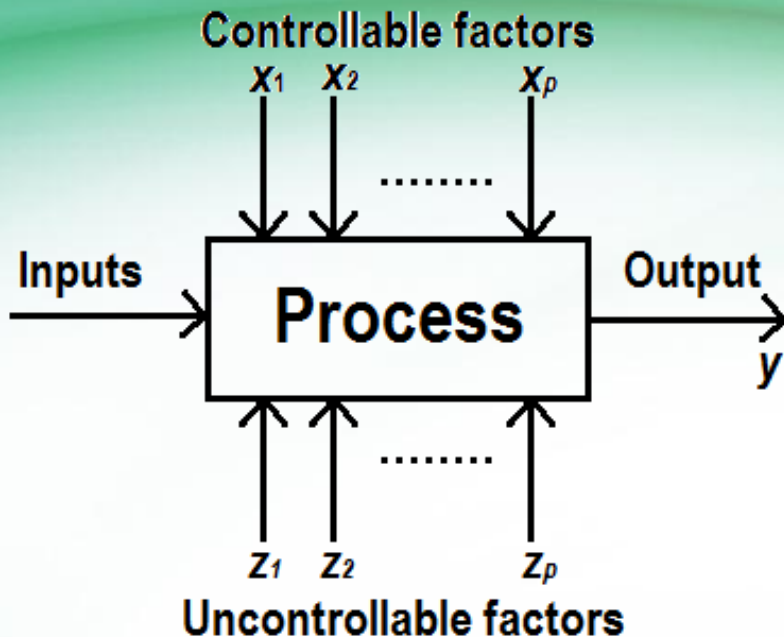 Controllable factors
x1 x2 xp
........
Inputs
Process
Output
y
........
z1 z2 zp
Uncontrollable factors